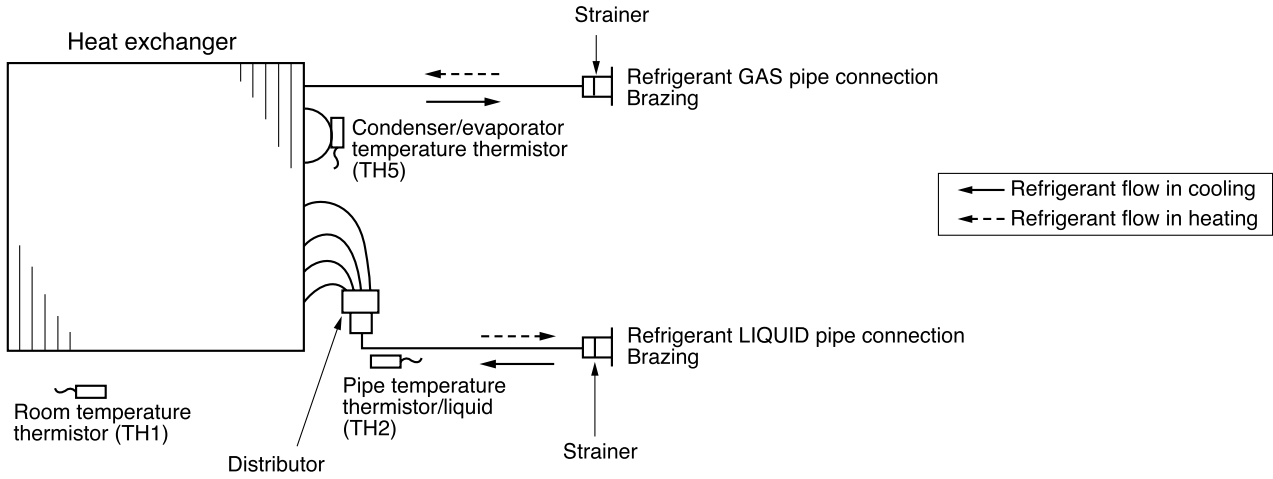 Strainer
Heat exchanger
Refrigerant GAS pipe connection
Brazing
Condenser/evaporator
temperature thermistor
(TH5)
Refrigerant flow in cooling
Refrigerant flow in heating
Refrigerant LIQUID pipe connection
Brazing
Pipe temperature
thermistor/liquid
(TH2)
Room temperature
thermistor (TH1)
Strainer
Distributor